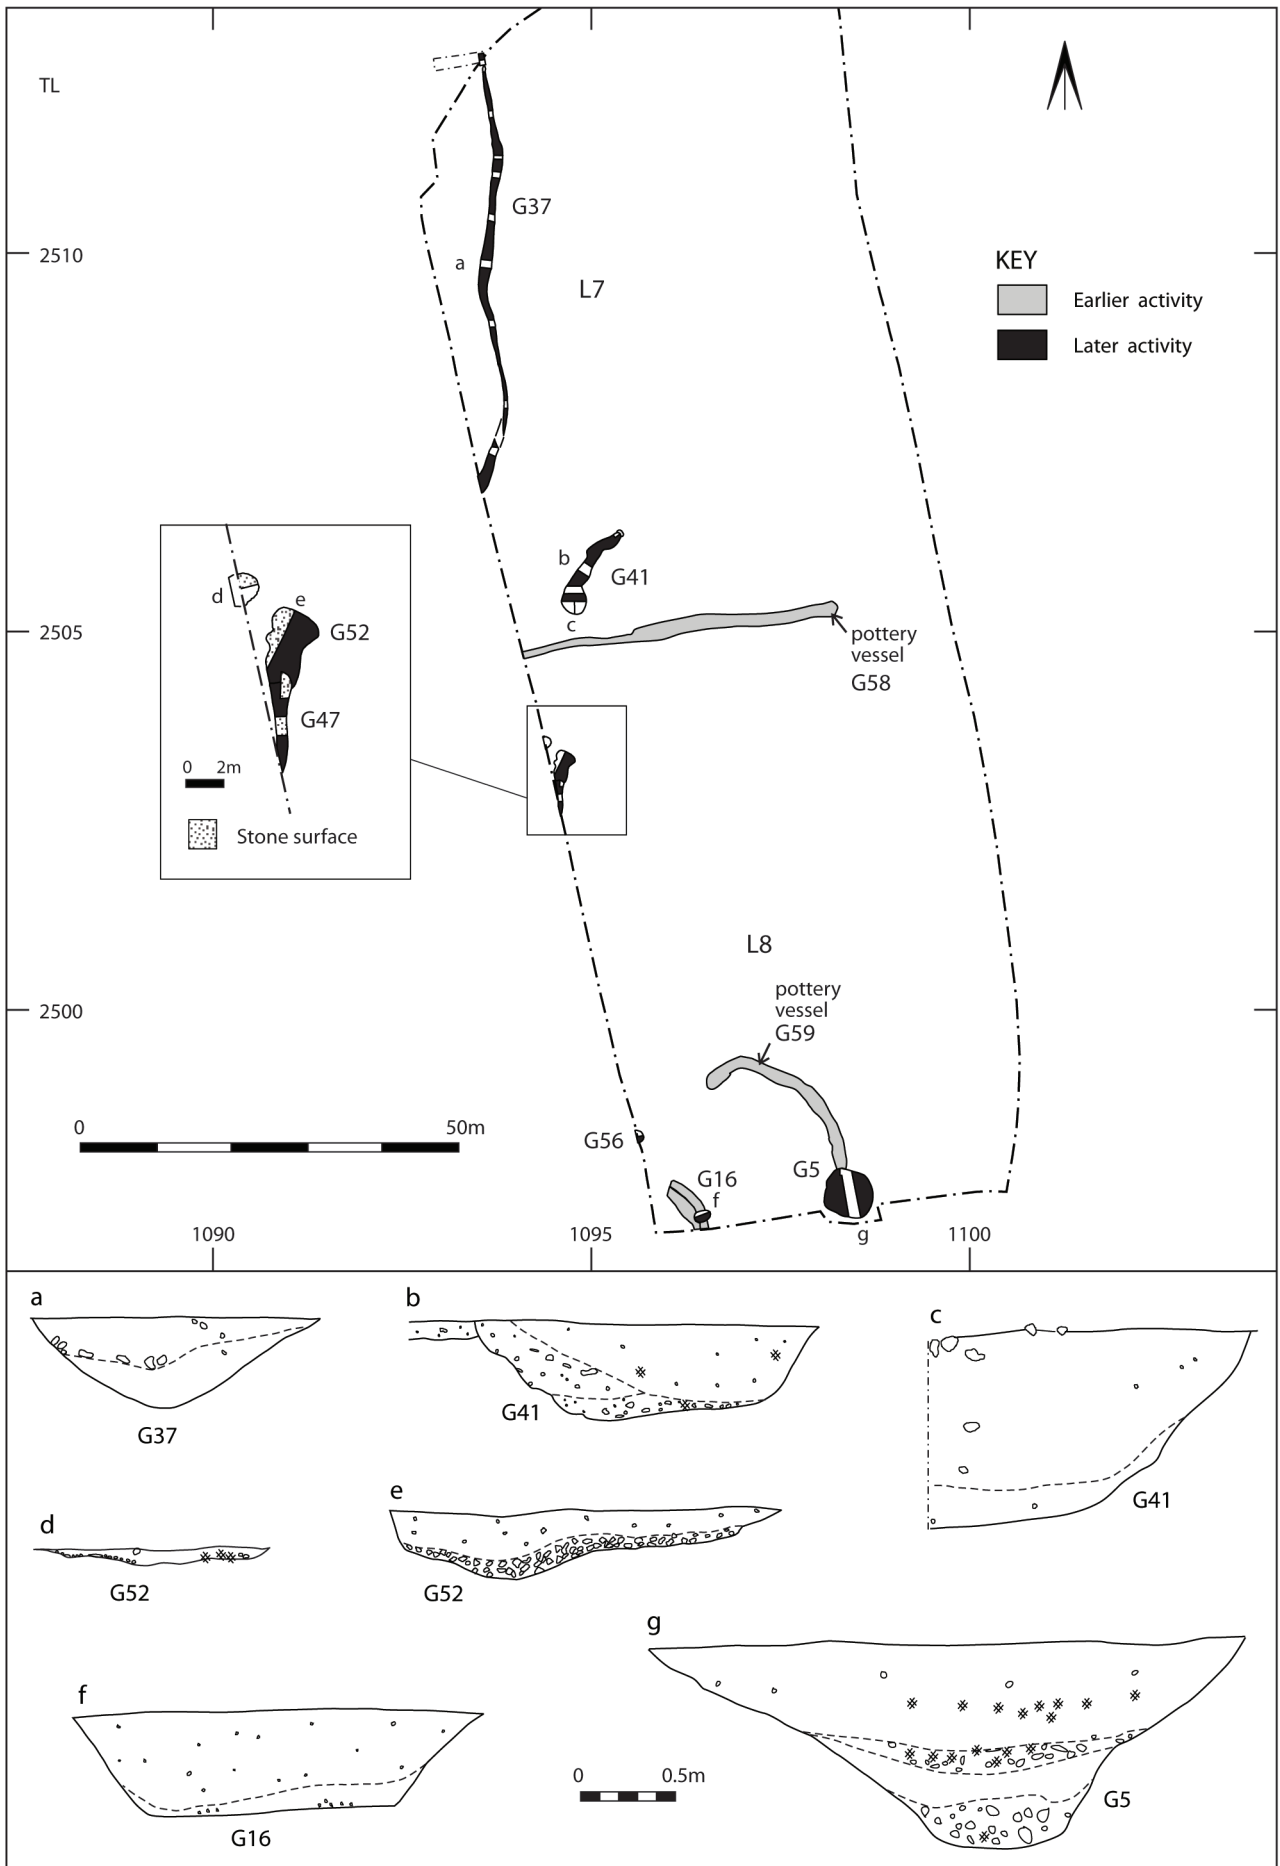 TL
G37
2510
a
L7
KEY
Earlier activity
Later activity
b
G41
c
2505
pottery
vessel
G58
d
e
G52
G47
0 2m
Stone surface
L8
pottery
vessel
G59
2500
0 50m
G56
G16
f
G5
g
1090
1095
1100
a
G37
b
G41
c
G41
d
G52
e
G52
f
G16
0 0.5m
g
G5